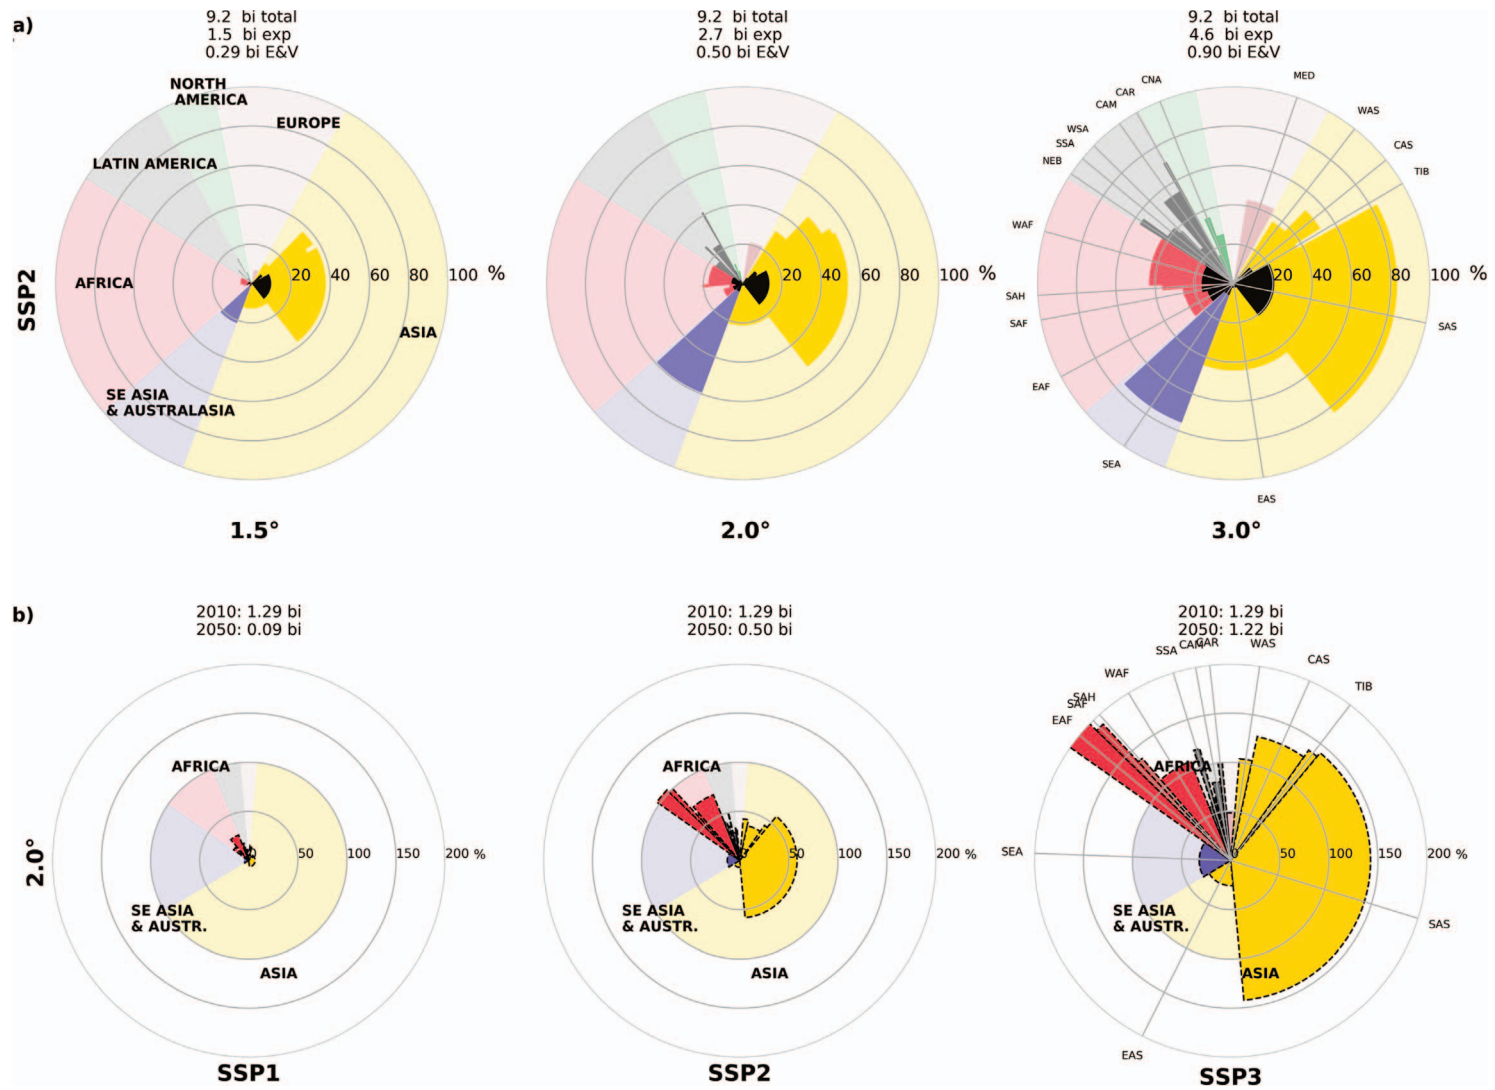 a)
9.2 bi total
1.5 bi exp
0.29 bi E&V
9.2 bi total
2.7 bi exp
0.50 bi E&V
9.2 bi total
4.6 bi exp
0.90 bi E&V
SSP2
NORTH
AMERICA
EUROPE
LATIN AMERICA
AFRICA
SE ASIA
& AUSTRALASIA
ASIA
20 40 60 80 100 %
20 40 60 80 100 %
20 40 60 80 100 %
MED
WAS
CAS
TIB
SAS
EAS
SEA
EAF
SAF
SAH
WAF
NEB
SSA
WSA
CAM
CAR
CNA
1.5°
2.0°
3.0°
b)
2010: 1.29 bi
2050: 0.09 bi
2010: 1.29 bi
2050: 0.50 bi
2010: 1.29 bi
2050: 1.22 bi
2.0°
AFRICA
SE ASIA
& AUSTR.
ASIA
0 50 100 150 200 %
AFRICA
SE ASIA
& AUSTR.
ASIA
0 50 100 150 200 %
AFRICA
SE ASIA
& AUSTR.
ASIA
0 50 100 150 200 %
SSA
CAM
CAR
WAS
CAS
TIB
SAS
EAS
SEA
EAF
SAF
SAH
WAF
SSP1
SSP2
SSP3